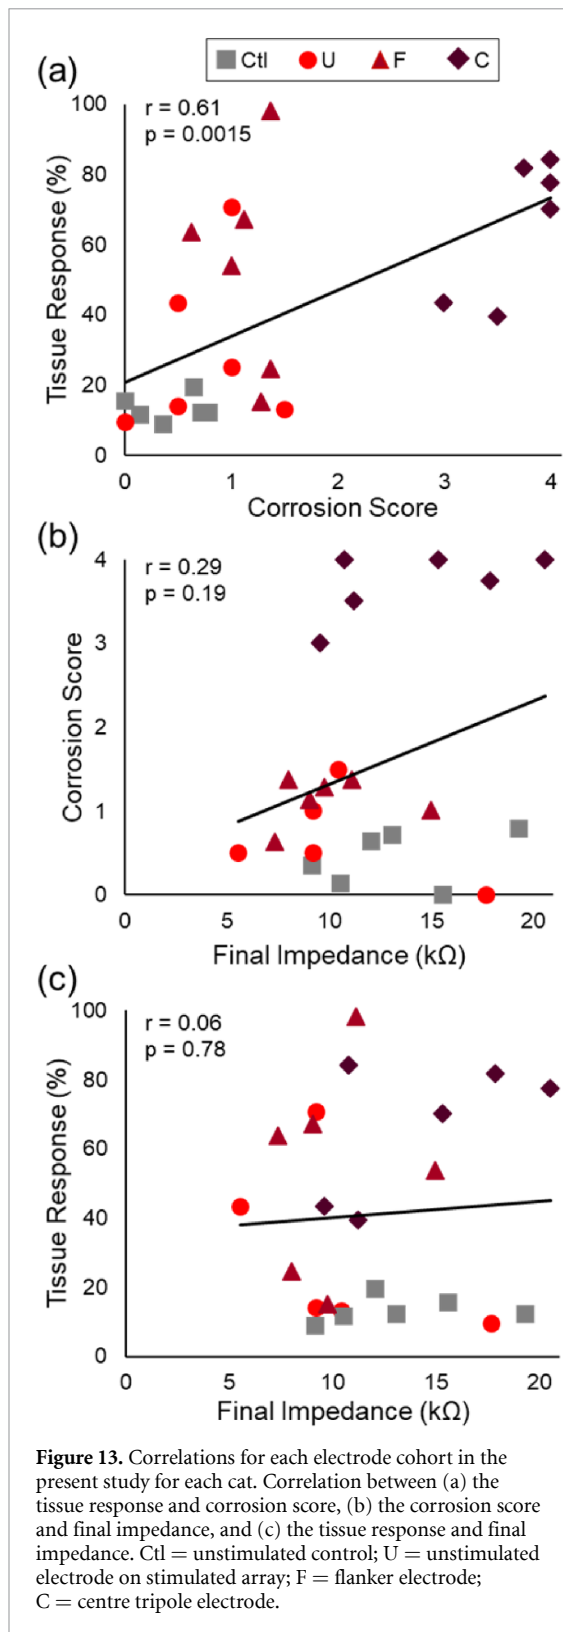 Ctl U F C
(a)
r = 0.61
p = 0.0015
Tissue Response (%)
100
80
60
40
20
0
0 1 2 3 4
Corrosion Score
(b)
r = 0.29
p = 0.19
Corrosion Score
4
3
2
1
0
0 5 10 15 20
Final Impedance (kΩ)
(c)
r = 0.06
p = 0.78
Tissue Response (%)
100
80
60
40
20
0
0 5 10 15 20
Final Impedance (kΩ)
Figure 13. Correlations for each electrode cohort in the
present study for each cat. Correlation between (a) the
tissue response and corrosion score, (b) the corrosion score
and final impedance, and (c) the tissue response and final
impedance. Ctl = unstimulated control; U = unstimulated
electrode on stimulated array; F = flanker electrode;
C = centre tripole electrode.